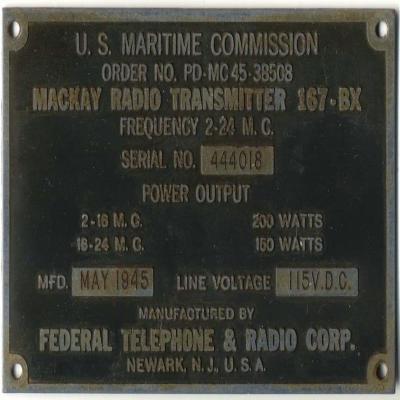 U. S. MARITIME COMMISSION
ORDER NO. PD-MC 45-38508
MACKAY RADIO TRANSMITTER 167-BX
FREQUENCY 2-24 M. C.
SERIAL NO. 444018
POWER OUTPUT
2-16 M. C. 200 WATTS
16-24 M. C. 150 WATTS
MFD. MAY 1945 LINE VOLTAGE 115V. D.C.
MANUFACTURED BY
FEDERAL TELEPHONE & RADIO CORP.
NEWARK, N. J., U. S. A.